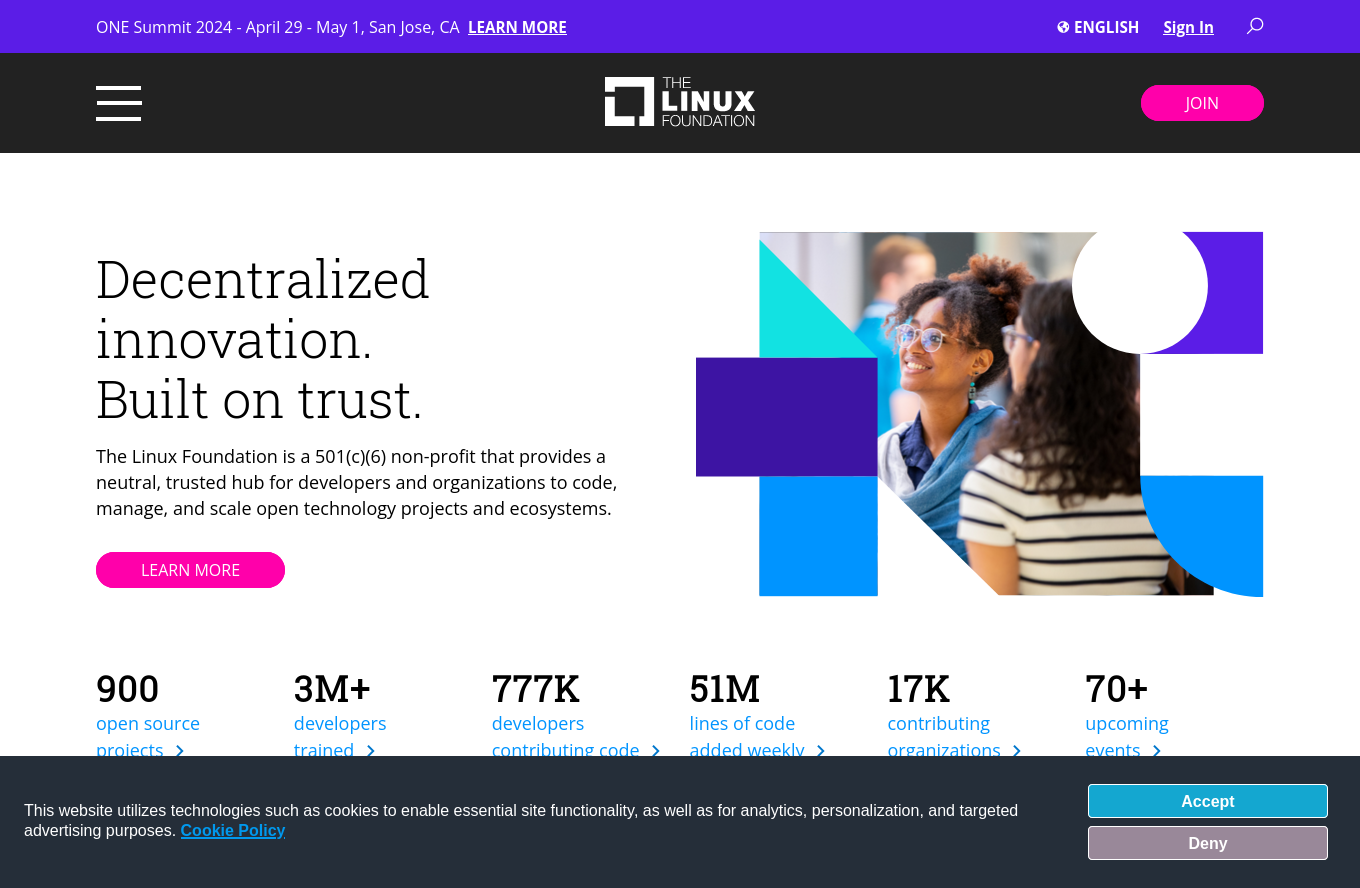 ONE Summit 2024 - April 29 - May 1, San Jose, CA LEARN MORE
ENGLISH
Sign In
THE
LINUX
FOUNDATION
JOIN
Decentralized
innovation.
Built on trust.
The Linux Foundation is a 501(c)(6) non-profit that provides a
neutral, trusted hub for developers and organizations to code,
manage, and scale open technology projects and ecosystems.
LEARN MORE
900
open source
projects
3M+
developers
trained
777K
developers
contributing code
51M
lines of code
added weekly
17K
contributing
organizations
70+
upcoming
events
This website utilizes technologies such as cookies to enable essential site functionality, as well as for analytics, personalization, and targeted
advertising purposes. Cookie Policy
Accept
Deny